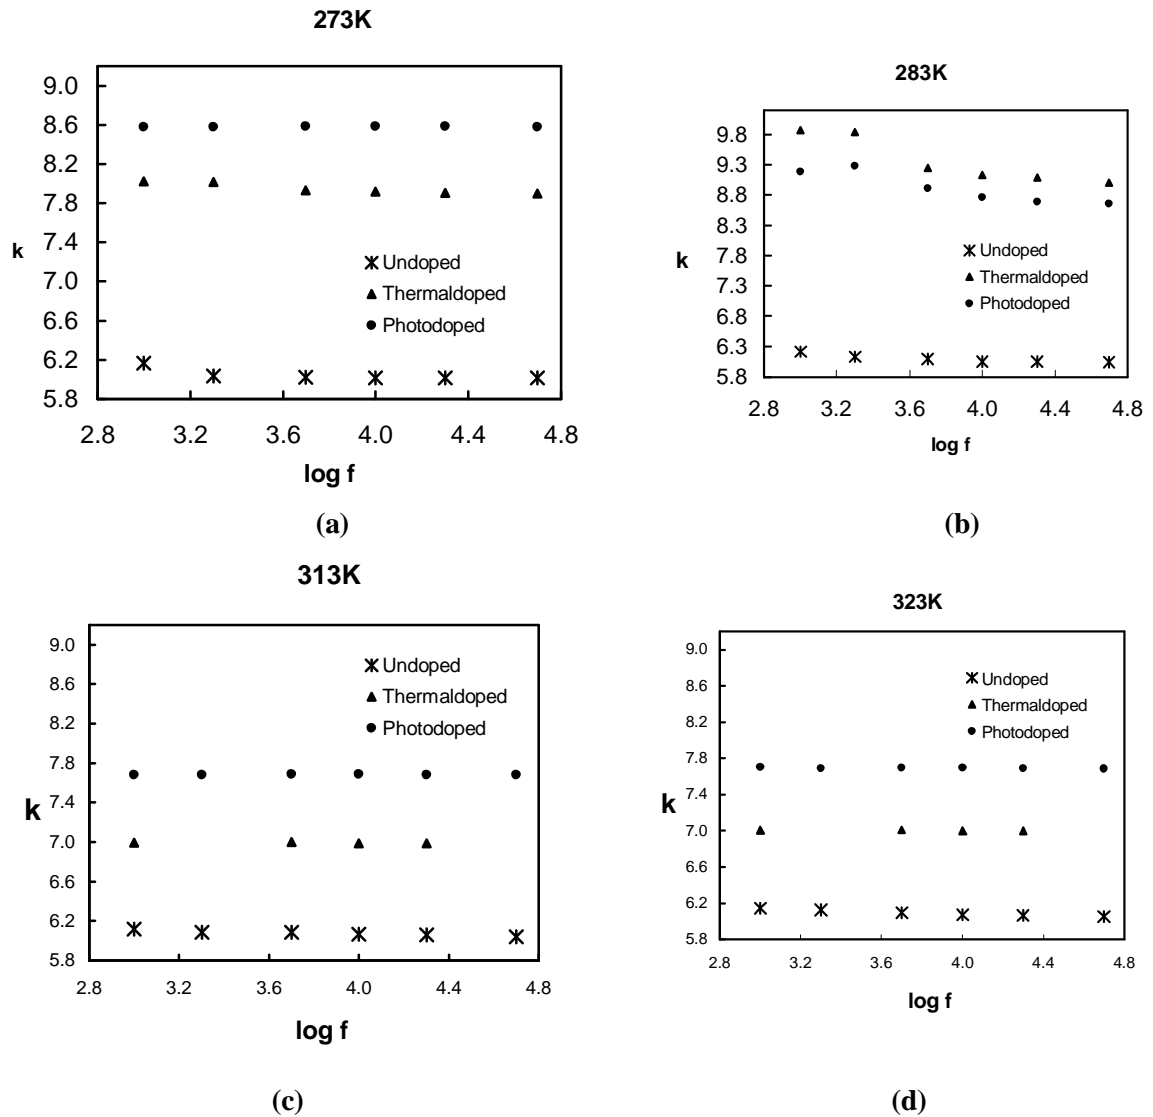 273K
9.0
8.6
8.2
7.8
7.4
7.0
6.6
6.2
5.8
k
Undoped
Thermaldoped
Photodoped
2.8 3.2 3.6 4.0 4.4 4.8
log f
(a)
283K
9.8
9.3
8.8
8.3
7.8
7.3
6.8
6.3
5.8
k
Undoped
Thermaldoped
Photodoped
2.8 3.2 3.6 4.0 4.4 4.8
log f
(b)
313K
9.0
8.6
8.2
7.8
7.4
7.0
6.6
6.2
5.8
k
Undoped
Thermaldoped
Photodoped
2.8 3.2 3.6 4.0 4.4 4.8
log f
(c)
323K
9.0
8.6
8.2
7.8
7.4
7.0
6.6
6.2
5.8
k
Undoped
Thermaldoped
Photodoped
2.8 3.2 3.6 4.0 4.4 4.8
log f
(d)